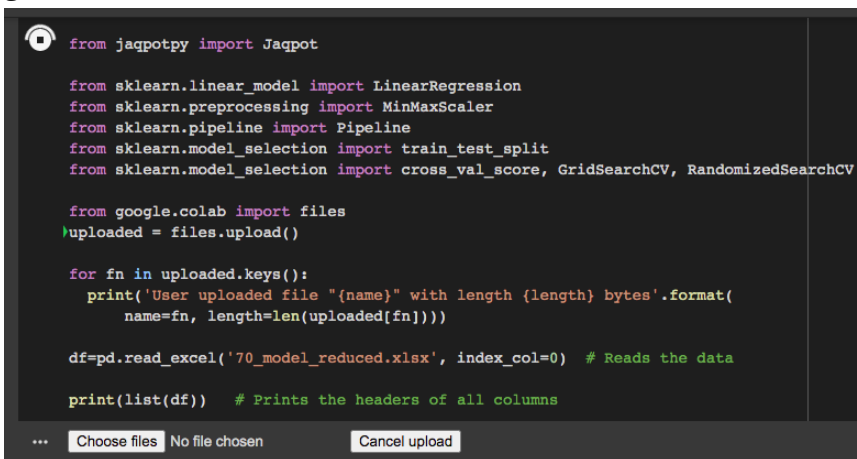 from jaqpotpy import Jaqpot
from sklearn.linear_model import LinearRegression
from sklearn.preprocessing import MinMaxScaler
from sklearn.pipeline import Pipeline
from sklearn.model_selection import train_test_split
from sklearn.model_selection import cross_val_score, GridSearchCV, RandomizedSearchCV
from google.colab import files
uploaded = files.upload()
for fn in uploaded.keys():
print('User uploaded file "{name}" with length {length} bytes'.format(
name=fn, length=len(uploaded[fn])))
df=pd.read_excel('70_model_reduced.xlsx', index_col=0) # Reads the data
print(list(df)) # Prints the headers of all columns
... Choose files No file chosen Cancel upload